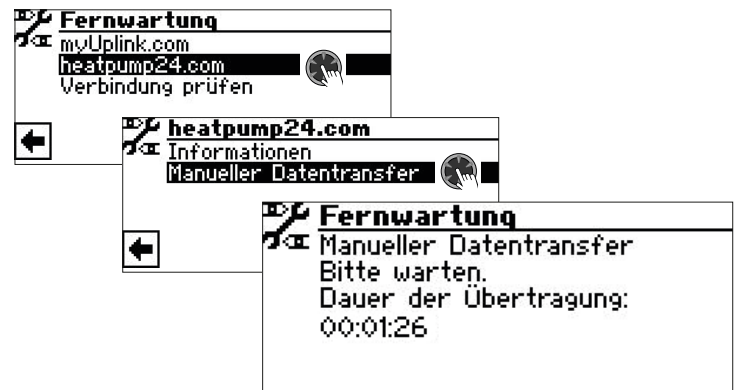 Fernwartung
myUplink.com
heatpump24.com
Verbindung prüfen
heatpump24.com
Informationen
Manueller Datentransfer
Fernwartung
Manueller Datentransfer
Bitte warten.
Dauer der Übertragung:
00:01:26